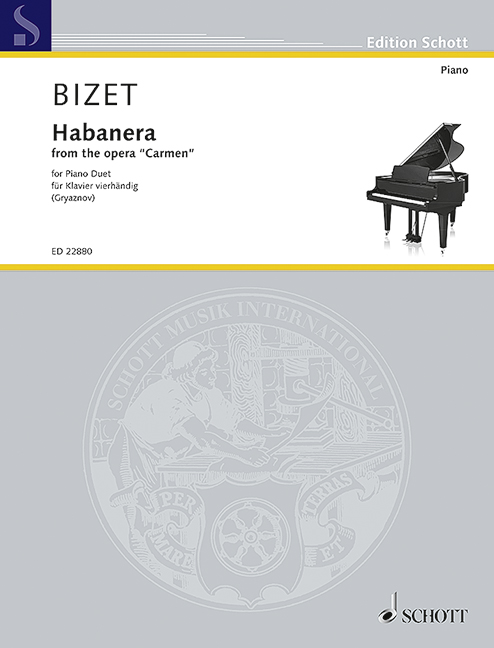 Edition Schott
Piano
BIZET
Habanera
from the opera "Carmen"
for Piano Duet
für Klavier vierhändig
(Gryaznov)
ED 22880
SCHOTT MUSIK INTERNATIONAL
PER MARE
ET TERRAS
SCHOTT